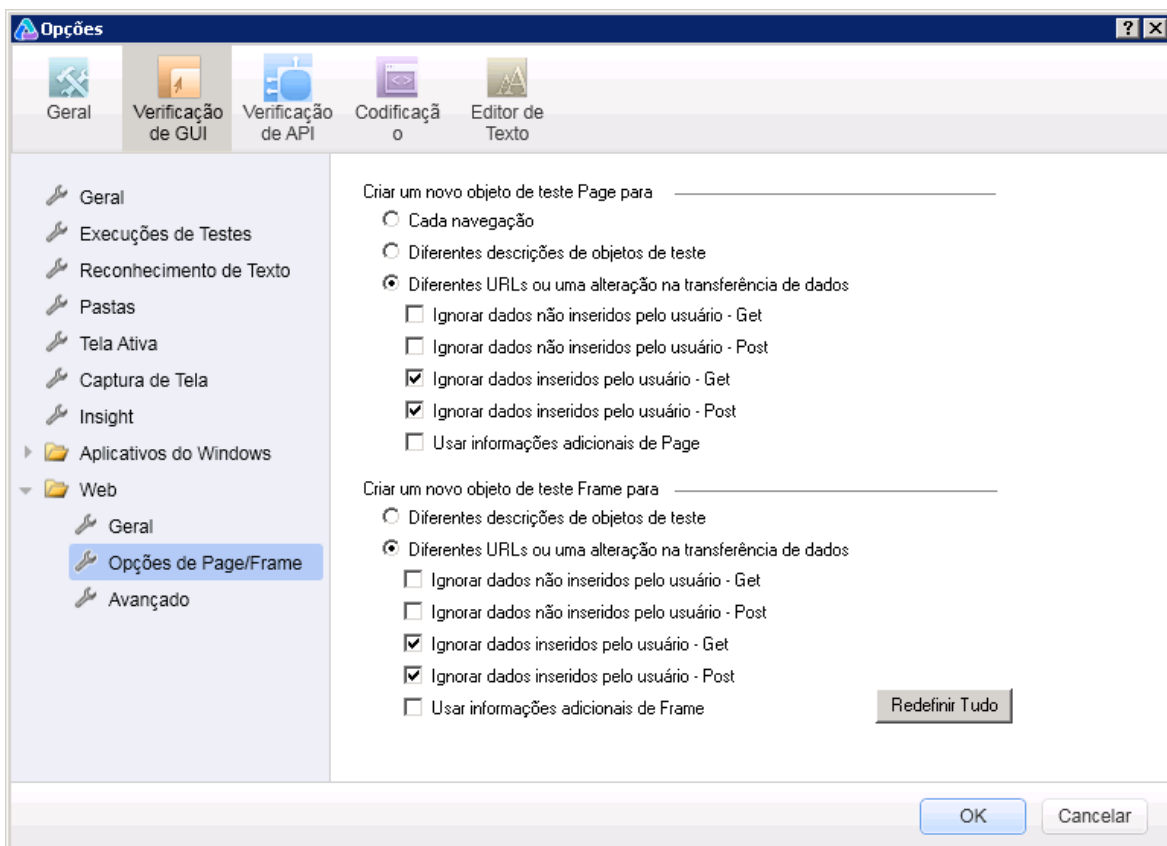 Opções
Geral
Verificação
de GUI
Verificação
de API
Codificaçã
o
Editor de
Texto
Geral
Execuções de Testes
Reconhecimento de Texto
Pastas
Tela Ativa
Captura de Tela
Insight
Aplicativos do Windows
Web
Geral
Opções de Page/Frame
Avançado
Criar um novo objeto de teste Page para
Cada navegação
Diferentes descrições de objetos de teste
Diferentes URLs ou uma alteração na transferência de dados
Ignorar dados não inseridos pelo usuário - Get
Ignorar dados não inseridos pelo usuário - Post
Ignorar dados inseridos pelo usuário - Get
Ignorar dados inseridos pelo usuário - Post
Usar informações adicionais de Page
Criar um novo objeto de teste Frame para
Diferentes descrições de objetos de teste
Diferentes URLs ou uma alteração na transferência de dados
Ignorar dados não inseridos pelo usuário - Get
Ignorar dados não inseridos pelo usuário - Post
Ignorar dados inseridos pelo usuário - Get
Ignorar dados inseridos pelo usuário - Post
Usar informações adicionais de Frame
Redefinir Tudo
OK
Cancelar